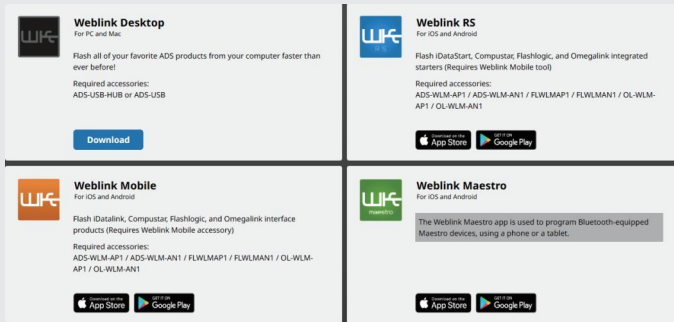 Weblink Desktop
For PC and Mac
Flash all of your favorite ADS products from your computer faster than
ever before!
Required accessories:
ADS-USB-HUB or ADS-USB
Download
Weblink RS
For iOS and Android
RS
Flash iDataStart, Compustar, Flashlogic, and Omegalink integrated
starters (Requires Weblink Mobile tool)
Required accessories:
ADS-WLM-AP1 / ADS-WLM-AN1 / FLWLMAP1 / FLWLMAN1 / OL-WLM-
AP1 / OL-WLM-AN1
Download on the
App Store
GET IT ON
Google Play
Weblink Mobile
For iOS and Android
Flash iDatalink, Compustar, Flashlogic, and Omegalink interface
products (Requires Weblink Mobile accessory)
Required accessories:
ADS-WLM-AP1 / ADS-WLM-AN1 / FLWLMAP1 / FLWLMAN1 / OL-WLM-
AP1 / OL-WLM-AN1
Download on the
App Store
GET IT ON
Google Play
Weblink Maestro
For iOS and Android
maestro
The Weblink Maestro app is used to program Bluetooth-equipped
Maestro devices, using a phone or a tablet.
Download on the
App Store
GET IT ON
Google Play